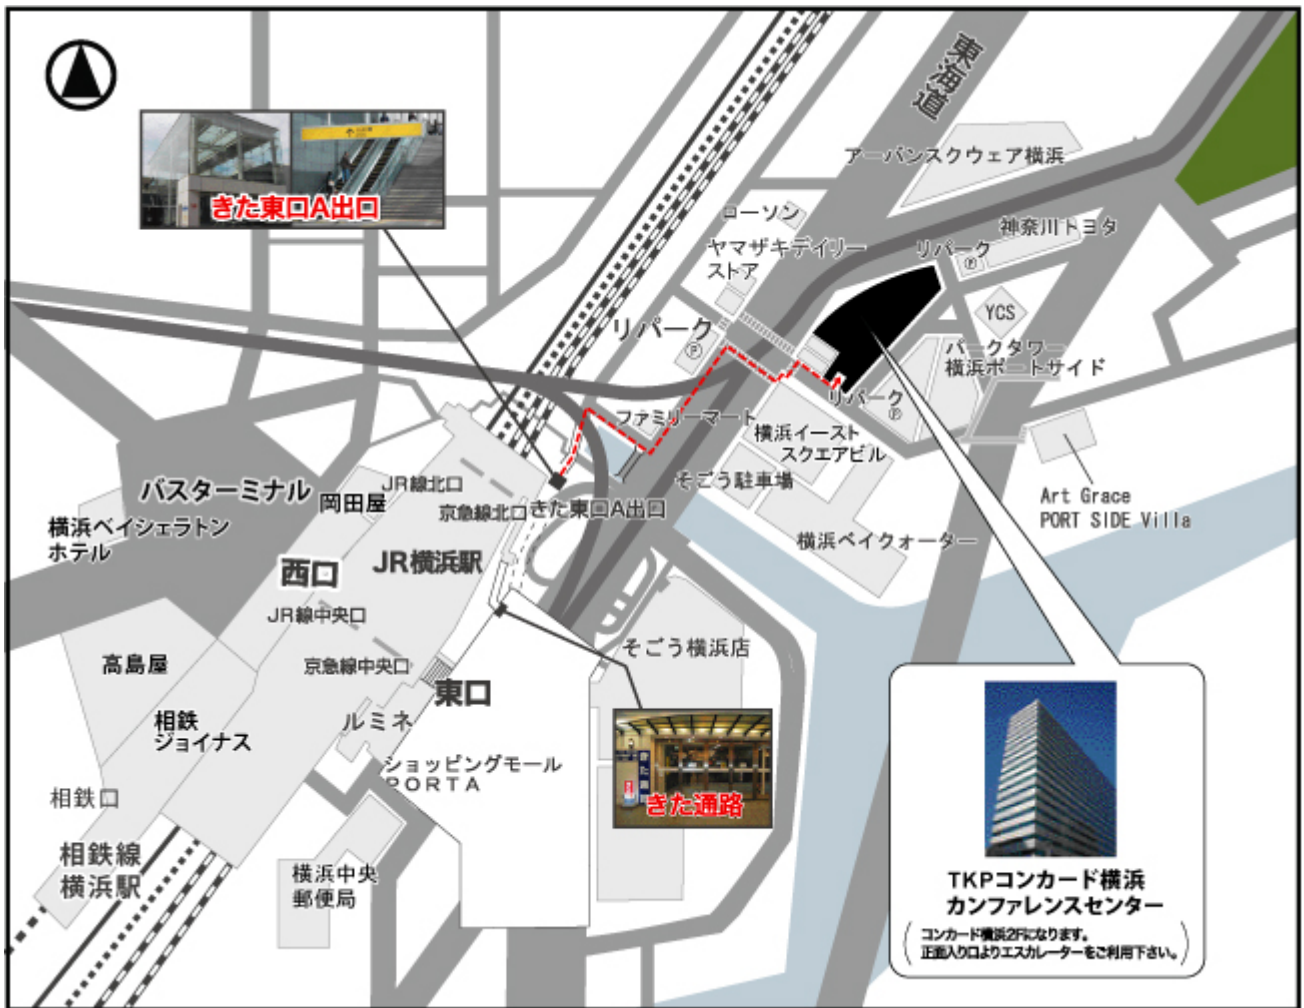 東海道
アーバンスクウェア横浜
きた東口A出口
ローソン
神奈川トヨタ
ヤマザキデイリー
ストア
リパーク
P
YCS
リパーク
P
パークタワー
横浜ポートサイド
リパーク
P
ファミリーマート
横浜イースト
スクエアビル
そごう駐車場
JR線北口
バスターミナル
岡田屋
京急線北口
きた東口A出口
Art Grace
PORT SIDE Villa
横浜ベイシェラトン
ホテル
横浜ベイクォーター
JR横浜駅
西口
JR線中央口
そごう横浜店
高島屋
京急線中央口
東口
相鉄
ジョイナス
ルミネ
ショッピングモール
PORTA
きた通路
きた通路
相鉄口
相鉄線
横浜駅
横浜中央
郵便局
TKPコンカード横浜
カンファレンスセンター
コンカード横浜2Fになります。
正面入り口よりエスカレーターをご利用下さい。